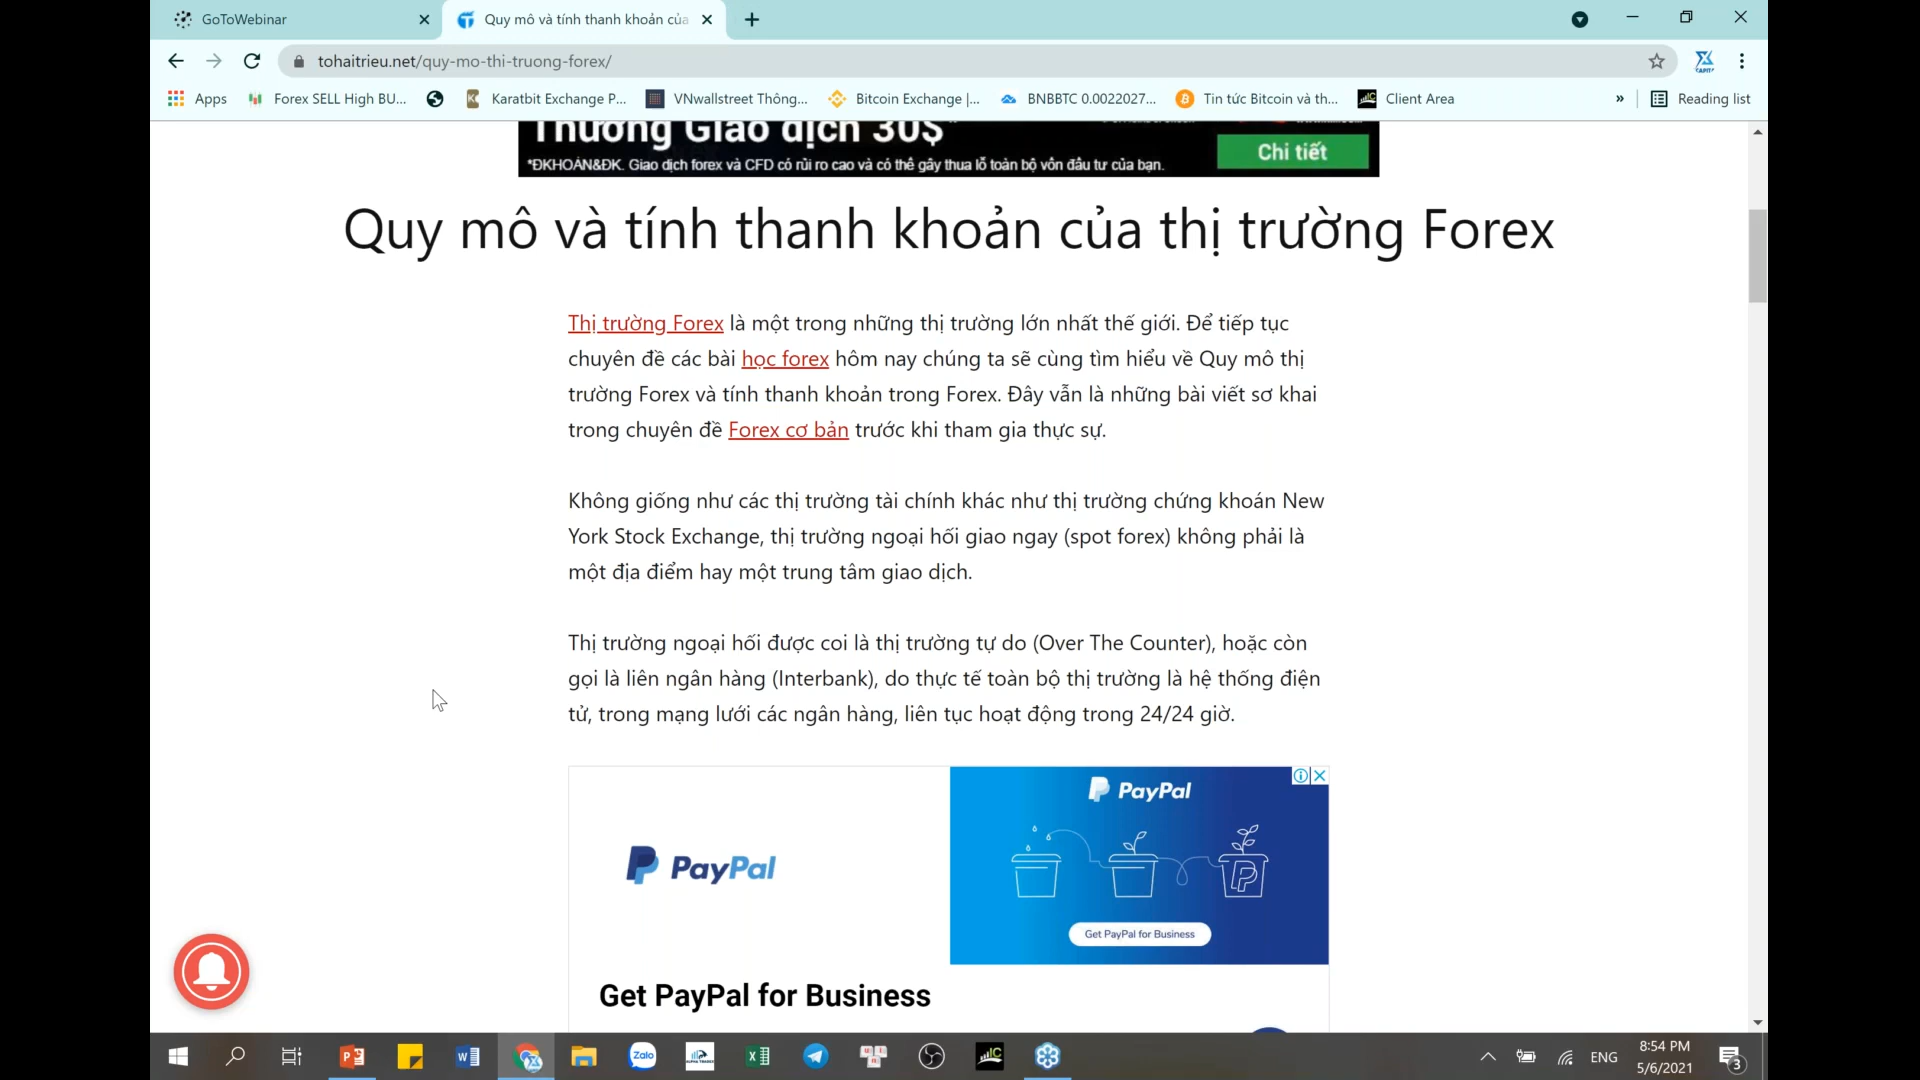 GoToWebinar
Quy mô và tính thanh khoản củ
tohaitrieu.net/quy-mo-thi-truong-forex/
Apps
Forex SELL High BU...
Karatbit Exchange P...
VNwallstreet Thông...
Bitcoin Exchange |...
BNBBTC 0.0022027...
Tin tức Bitcoin và th...
Client Area
»
Reading list
Thưởng Giao dịch 30$
*ĐKHOẢN&ĐK. Giao dịch forex và CFD có rủi ro cao và có thể gây thua lỗ toàn bộ vốn đầu tư của bạn.
Chi tiết
Quy mô và tính thanh khoản của thị trường Forex
Thị trường Forex là một trong những thị trường lớn nhất thế giới. Để tiếp tục
chuyên đề các bài học forex hôm nay chúng ta sẽ cùng tìm hiểu về Quy mô thị
trường Forex và tính thanh khoản trong Forex. Đây vẫn là những bài viết sơ khai
trong chuyên đề Forex cơ bản trước khi tham gia thực sự.
Không giống như các thị trường tài chính khác như thị trường chứng khoán New
York Stock Exchange, thị trường ngoại hối giao ngay (spot forex) không phải là
một địa điểm hay một trung tâm giao dịch.
Thị trường ngoại hối được coi là thị trường tự do (Over The Counter), hoặc còn
gọi là liên ngân hàng (Interbank), do thực tế toàn bộ thị trường là hệ thống điện
tử, trong mạng lưới các ngân hàng, liên tục hoạt động trong 24/24 giờ.
PayPal
PayPal
Get PayPal for Business
Get PayPal for Business
Zalo
ENG
8:54 PM
5/6/2021
3